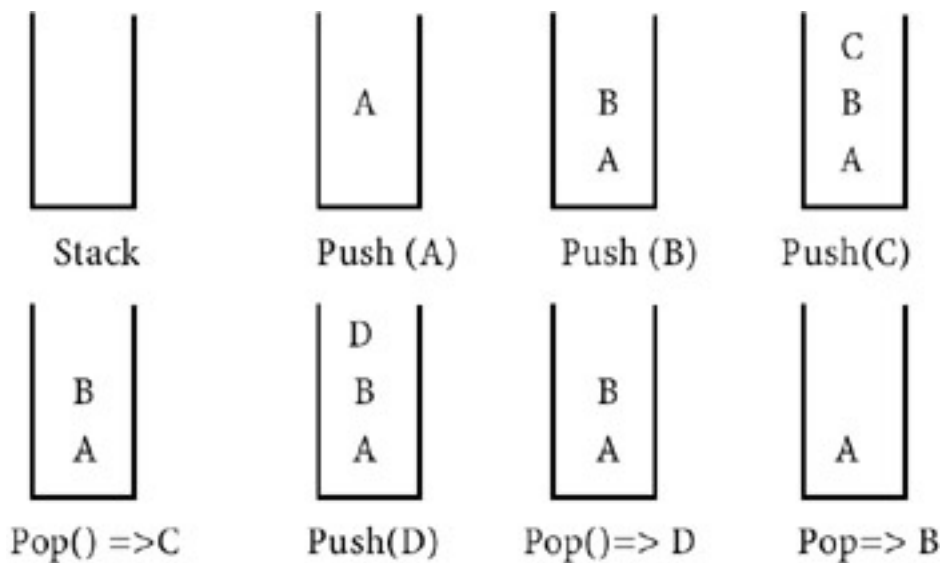 C
A B B
A A
Stack Push (A) Push (B) Push(C)
D
B B B
A A A A
Pop() =>C Push(D) Pop()=> D Pop=> B